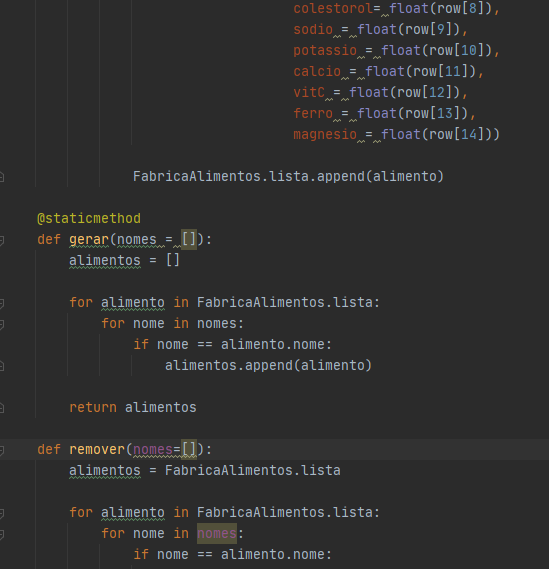 colestorol= float(row[8]),
sodio = float(row[9]),
potassio = float(row[10]),
calcio = float(row[11]),
vitC = float(row[12]),
ferro = float(row[13]),
magnesio = float(row[14]))
FabricaAlimentos.lista.append(alimento)
@staticmethod
def gerar(nomes = []):
alimentos = []
for alimento in FabricaAlimentos.lista:
for nome in nomes:
if nome == alimento.nome:
alimentos.append(alimento)
return alimentos
def remover(nomes=[]):
alimentos = FabricaAlimentos.lista
for alimento in FabricaAlimentos.lista:
for nome in nomes:
if nome == alimento.nome: